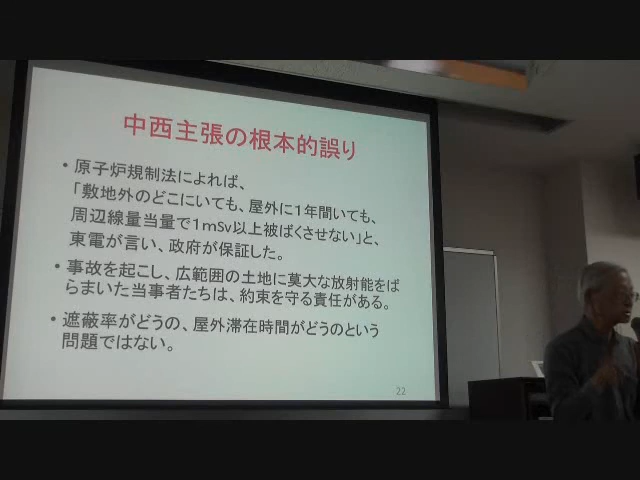 中西主張の根本的誤り
・原子炉規制法によれば、
「敷地外のどこにいても、屋外に1年間いても、
周辺線量当量で1mSv以上被ばくさせない」と、
東電が言い、政府が保証した。
・事故を起こし、広範囲の土地に莫大な放射能をば
らまいた当事者たちは、約束を守る責任がある。
・遮蔽率がどうの、屋外滞在時間がどうのという
問題ではない。
22